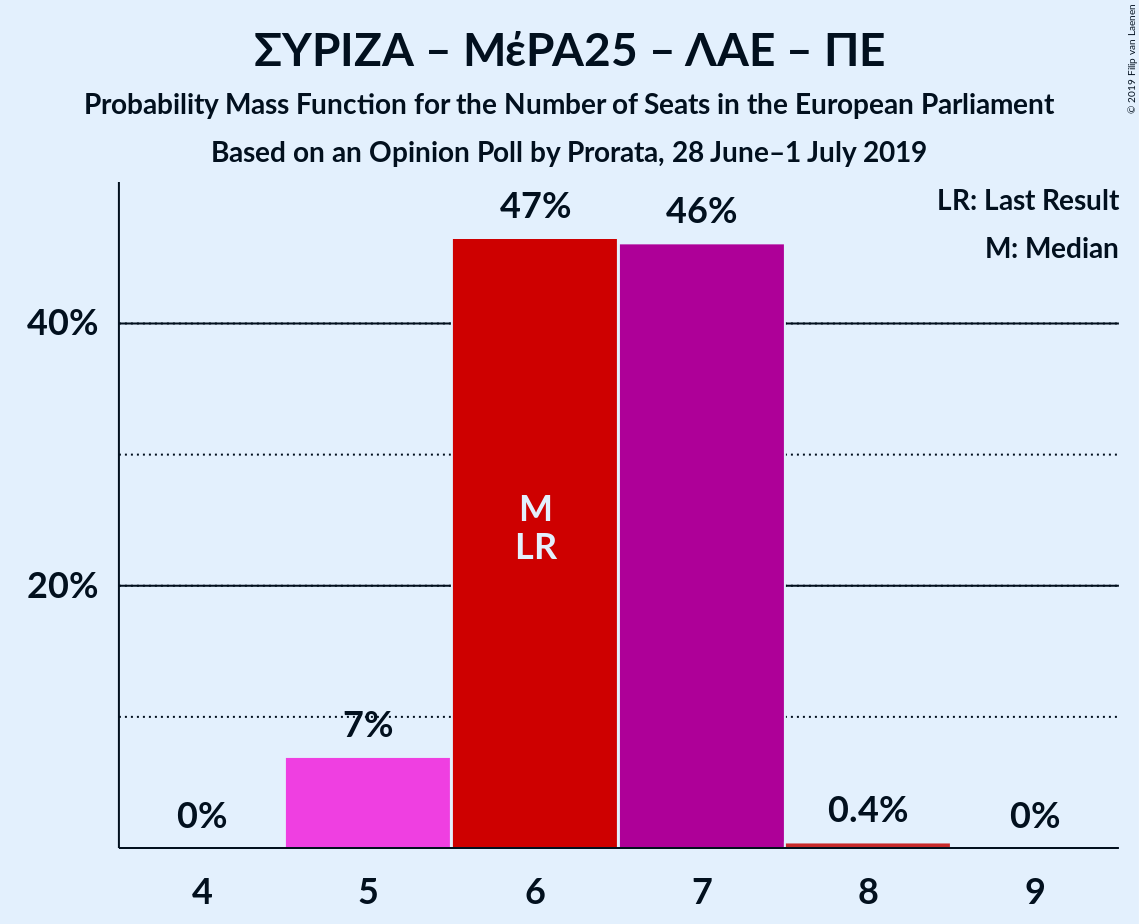 ΣΥΡΙΖΑ – ΜέΡΑ25 – ΛΑΕ – ΠΕ
Probability Mass Function for the Number of Seats in the European Parliament
Based on an Opinion Poll by Prorata, 28 June–1 July 2019
© 2019 Filip van Laenen
LR: Last Result
M: Median
47%
46%
40%
M
LR
20%
7%
0%
0.4%
0%
4 5 6 7 8 9